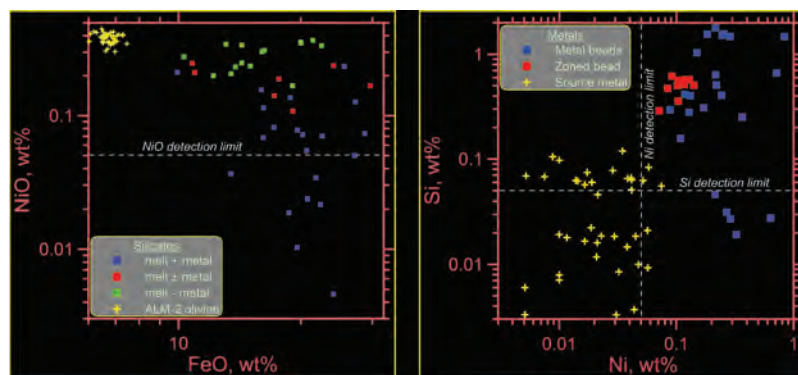 NiO, wt%
0.1
0.01
NiO detection limit
Silicates
melt + metal
melt ± metal
melt - metal
ALM-2 olivine
10
FeO, wt%
Si, wt%
1
0.1
0.01
Metals
Metal beads
Zoned bead
Source metal
Ni detection limit
Si detection limit
0.01
0.1
1
Ni, wt%